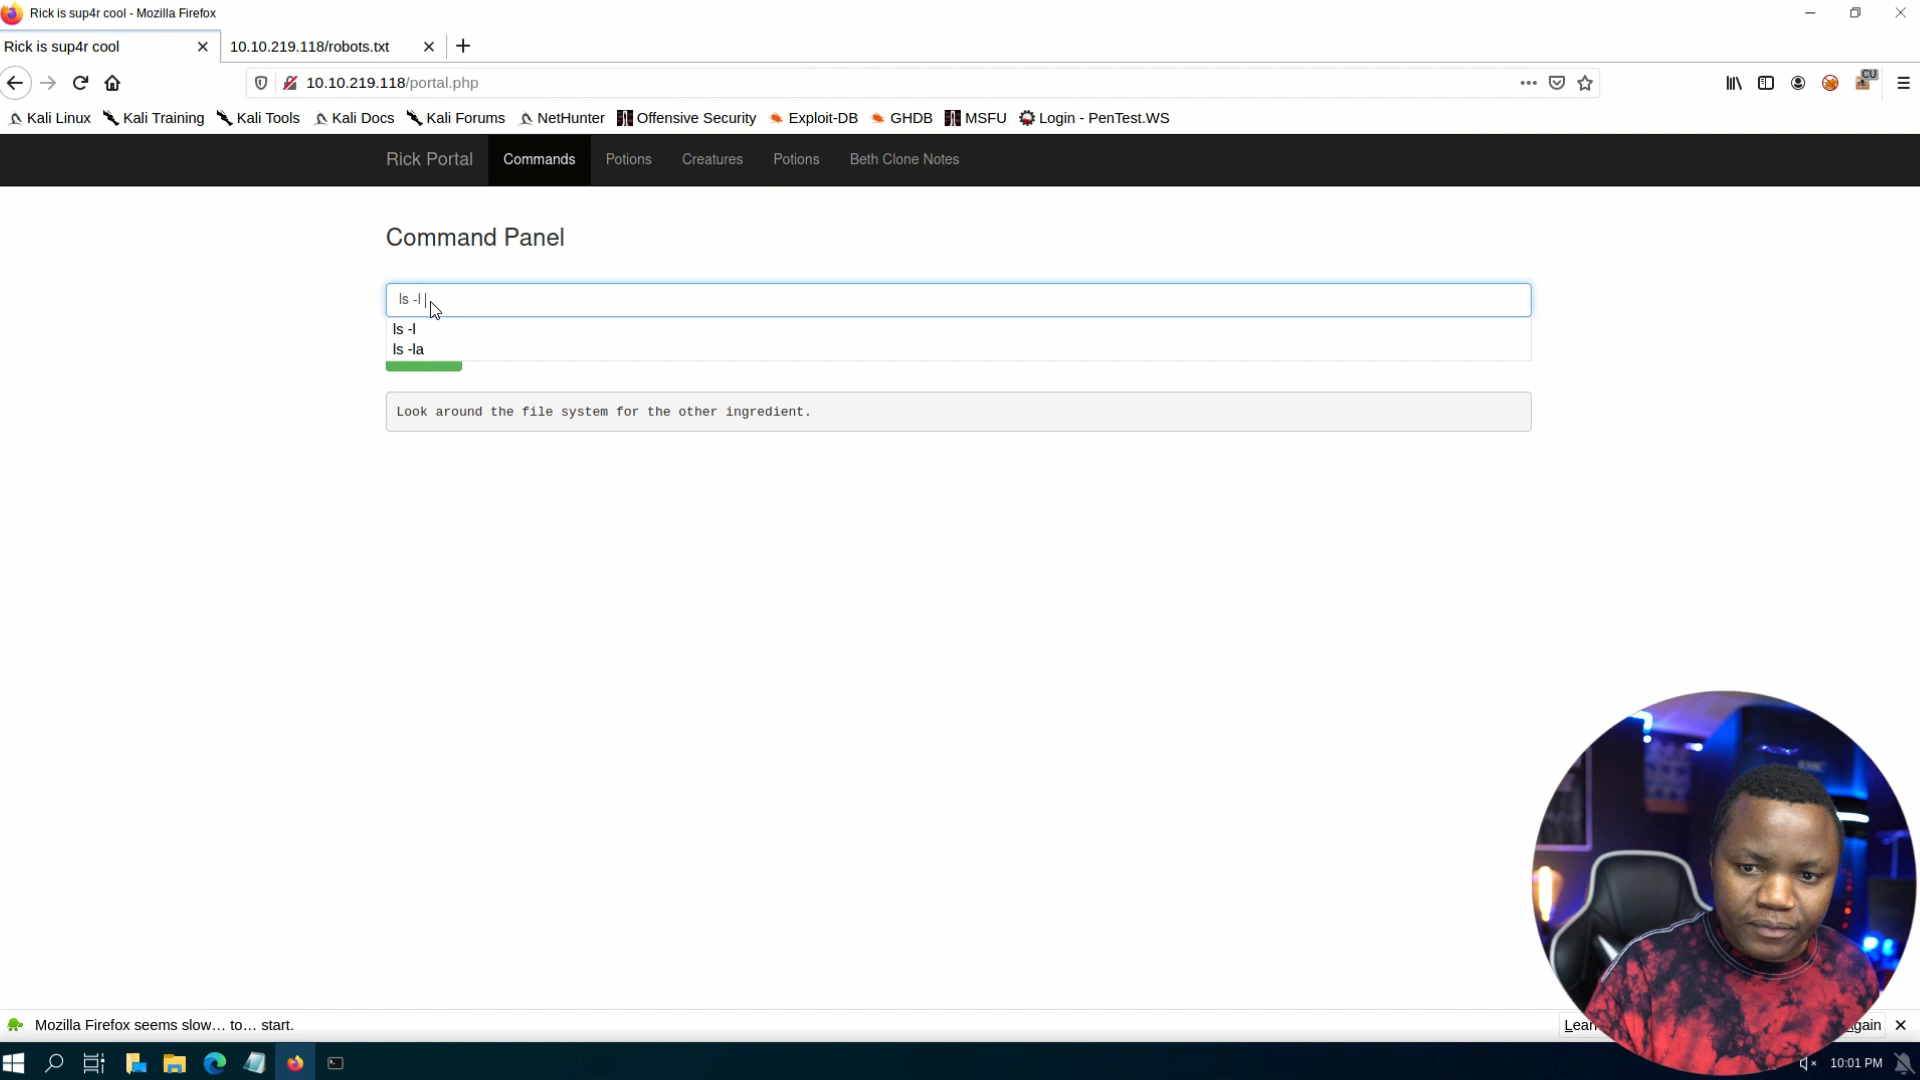 Rick is sup4r cool - Mozilla Firefox
Rick is sup4r cool
10.10.219.118/robots.txt
10.10.219.118/portal.php
CU
Kali Linux Kali Training Kali Tools Kali Docs Kali Forums NetHunter Offensive Security Exploit-DB GHDB MSFU Login - PenTest.WS
Rick Portal Commands Potions Creatures Potions Beth Clone Notes
Command Panel
ls -l
ls -l
ls -la
Look around the file system for the other ingredient.
Mozilla Firefox seems slow… to… start.
10:01 PM